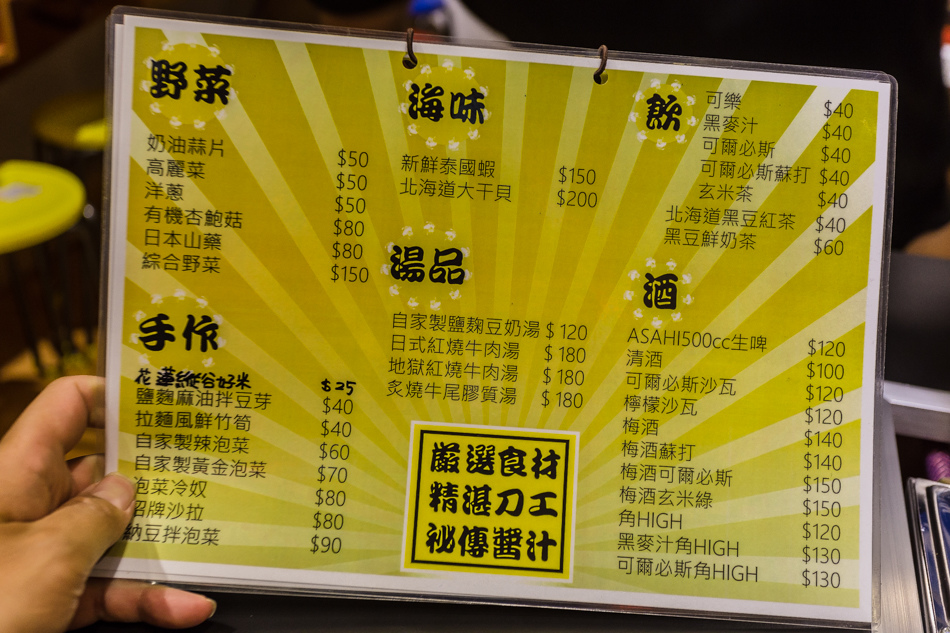 野菜
奶油蒜片 $50
高麗菜 $50
洋蔥 $50
有機杏鮑菇 $80
日本山藥 $80
綜合野菜 $150
手作
花蓮縱谷好米 $25
鹽麴麻油拌豆芽 $40
拉麵風鮮竹筍 $40
自家製辣泡菜 $60
自家製黃金泡菜 $70
泡菜冷奴 $80
招牌沙拉 $80
納豆拌泡菜 $90
海味
新鮮泰國蝦 $150
北海道大干貝 $200
湯品
自家製鹽麴豆奶湯 $120
日式紅燒牛肉湯 $180
地獄紅燒牛肉湯 $180
炙燒牛尾膠質湯 $180
嚴選食材
精湛刀工
祕傳醬汁
飲
可樂 $40
黑麥汁 $40
可爾必斯 $40
可爾必斯蘇打 $40
玄米茶 $40
北海道黑豆紅茶 $40
黑豆鮮奶茶 $60
酒
ASAHI500cc生啤 $120
清酒 $100
可爾必斯沙瓦 $120
檸檬沙瓦 $120
梅酒 $140
梅酒蘇打 $140
梅酒可爾必斯 $150
梅酒玄米綠 $150
角HIGH $120
黑麥汁角HIGH $130
可爾必斯角HIGH $130